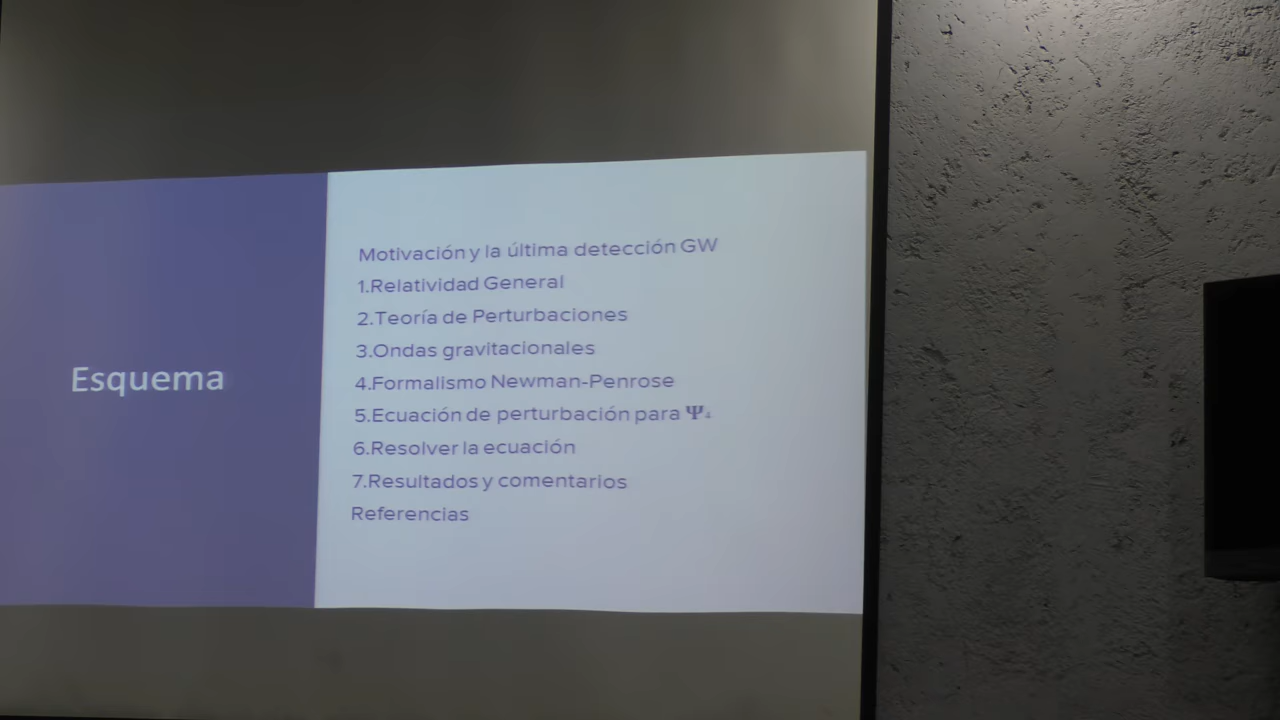 Esquema
Motivación y la última detección GW
1.Relatividad General
2.Teoría de Perturbaciones
3.Ondas gravitacionales
4.Formalismo Newman-Penrose
5.Ecuación de perturbación para Ψ₄
6.Resolver la ecuación
7.Resultados y comentarios
Referencias